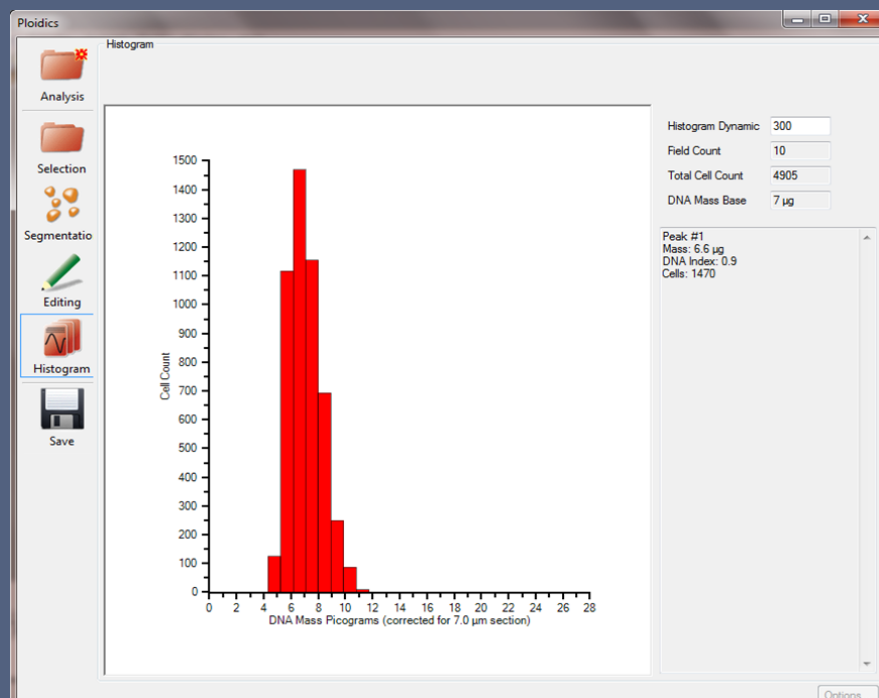 Ploidics
Histogram
Analysis
Selection
Segmentatio
Editing
Histogram
Save
1500
1400
1300
1200
1100
1000
900
800
700
600
500
400
300
200
100
0
Cell Count
0 2 4 6 8 10 12 14 16 18 20 22 24 26 28
DNA Mass Picograms (corrected for 7.0 µm section)
Histogram Dynamic 300
Field Count 10
Total Cell Count 4905
DNA Mass Base 7 µg
Peak #1
Mass: 6.6 µg
DNA Index: 0.9
Cells: 1470
Options